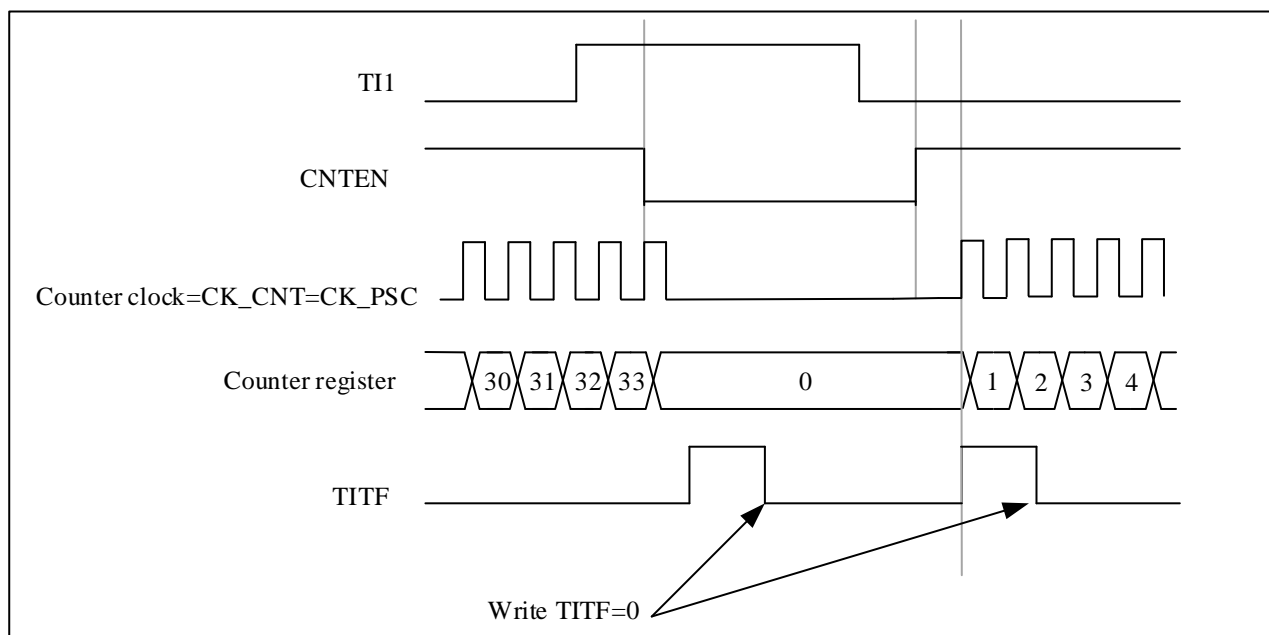 TI1
CNTEN
Counter clock=CK_CNT=CK_PSC
Counter register
30 31 32 33 0 1 2 3 4
TITF
Write TITF=0